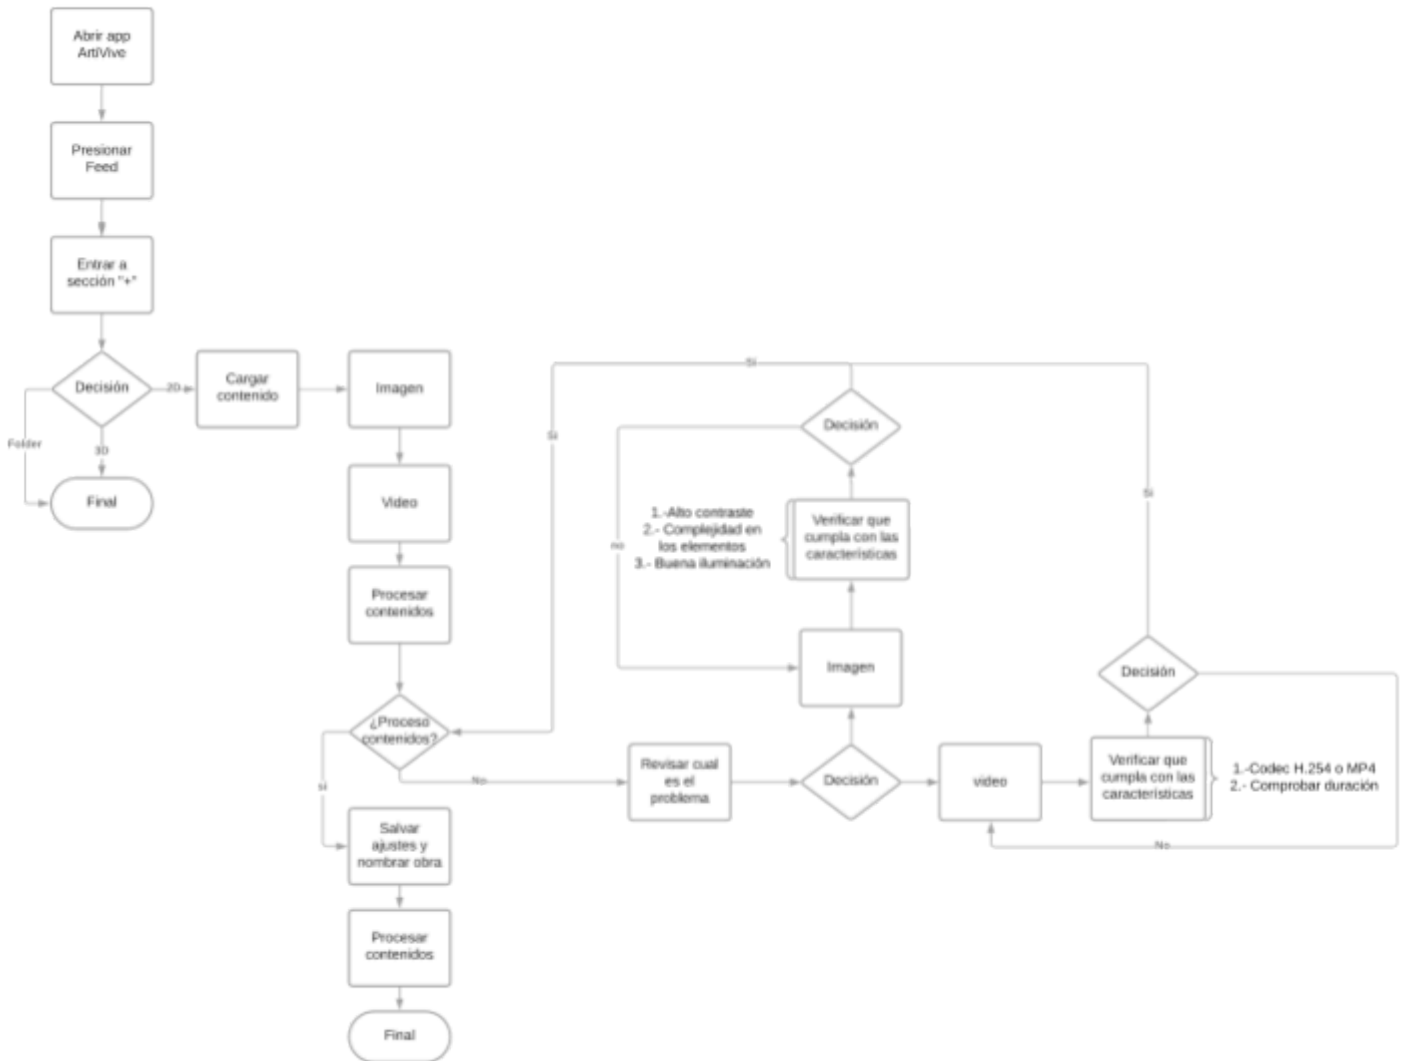 Abrir app
ArtiVive
Presionar
Feed
Entrar a
sección "+"
Decisión
2D
Folder
3D
Final
Cargar
contenido
Imagen
Video
Procesar
contenidos
¿Proceso
contenidos?
si
No
Salvar
ajustes y
nombrar obra
Procesar
contenidos
Final
Revisar cual
es el
problema
Decisión
Imagen
Verificar que
cumpla con las
características
1.-Alto contraste
2.- Complejidad en
los elementos
3.- Buena iluminación
Decisión
no
Si
Si
video
Verificar que
cumpla con las
características
1.-Codec H.254 o MP4
2.- Comprobar duración
Decisión
Si
No